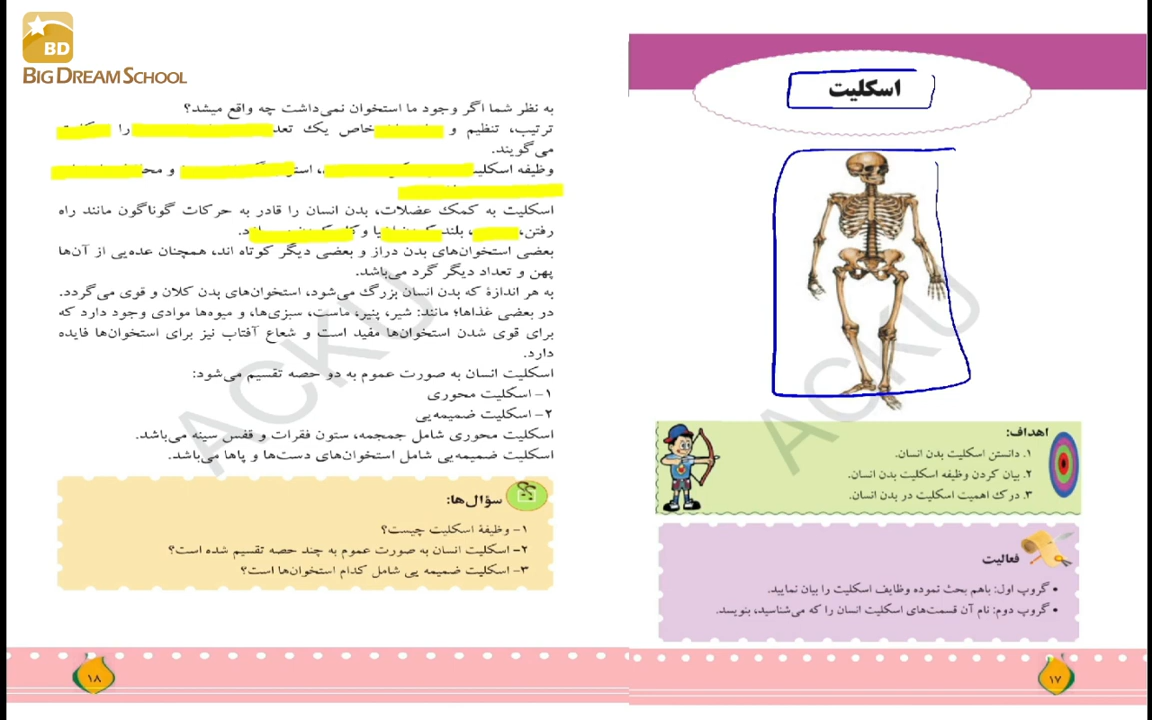 BD
BIG DREAM SCHOOL
اسکلیت
ACKU
اهداف:
۱. دانستن اسکلیت بدن انسان.
۲. بیان کردن وظیفه اسکلیت بدن انسان.
۳. درک اهمیت اسکلیت در بدن انسان.
فعالیت
• گروپ اول: باهم بحث نموده وظایف اسکلیت را بیان نمایید.
• گروپ دوم: نام آن قسمت‌های اسکلیت انسان را که می‌شناسید، بنویسد.
۱۷
به نظر شما اگر وجود ما استخوان نمی‌داشت چه واقع میشد؟
ترتیب، تنظیم و خاص یک را
می‌گویند.
وظیفه و
اسکلیت به کمک عضلات، بدن انسان را قادر به حرکات گوناگون مانند راه
رفتن، بلند
بعضی استخوان‌های بدن دراز و بعضی دیگر کوتاه اند، همچنان عده‌یی از آن‌ها
پهن و تعداد دیگر گرد می‌باشد.
به هر اندازهٔ که بدن انسان بزرگ می‌شود، استخوان‌های بدن کلان و قوی می‌گردد.
در بعضی غذاها؛ مانند: شیر، پنیر، ماست، سبزی‌ها، و میوه‌ها موادی وجود دارد که
برای قوی شدن استخوان‌ها مفید است و شعاع آفتاب نیز برای استخوان‌ها فایده
دارد.
اسکلیت انسان به صورت عموم به دو حصه تقسیم می‌شود:
۱- اسکلیت محوری
۲- اسکلیت ضمیمه‌یی
اسکلیت محوری شامل جمجمه، ستون فقرات و قفس سینه می‌باشد.
اسکلیت ضمیمه‌یی شامل استخوان‌های دست‌ها و پاها می‌باشد.
ACKU
سؤال‌ها:
۱- وظیفهٔ اسکلیت چیست؟
۲- اسکلیت انسان به صورت عموم به چند حصه تقسیم شده است؟
۳- اسکلیت ضمیمه یی شامل کدام استخوان‌ها است؟
۱۸